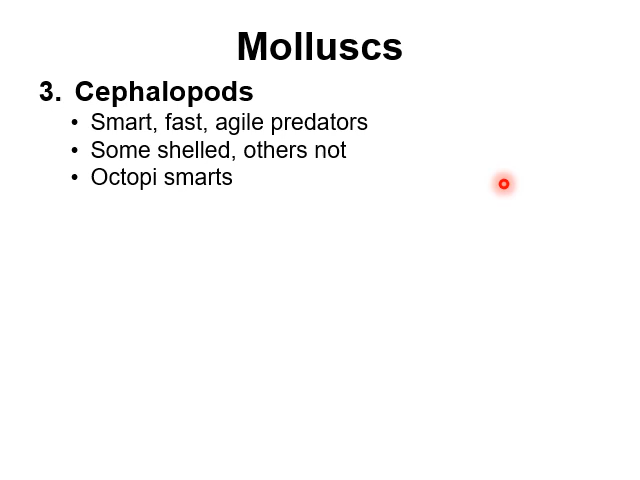 Molluscs
3. Cephalopods
• Smart, fast, agile predators
• Some shelled, others not
• Octopi smarts